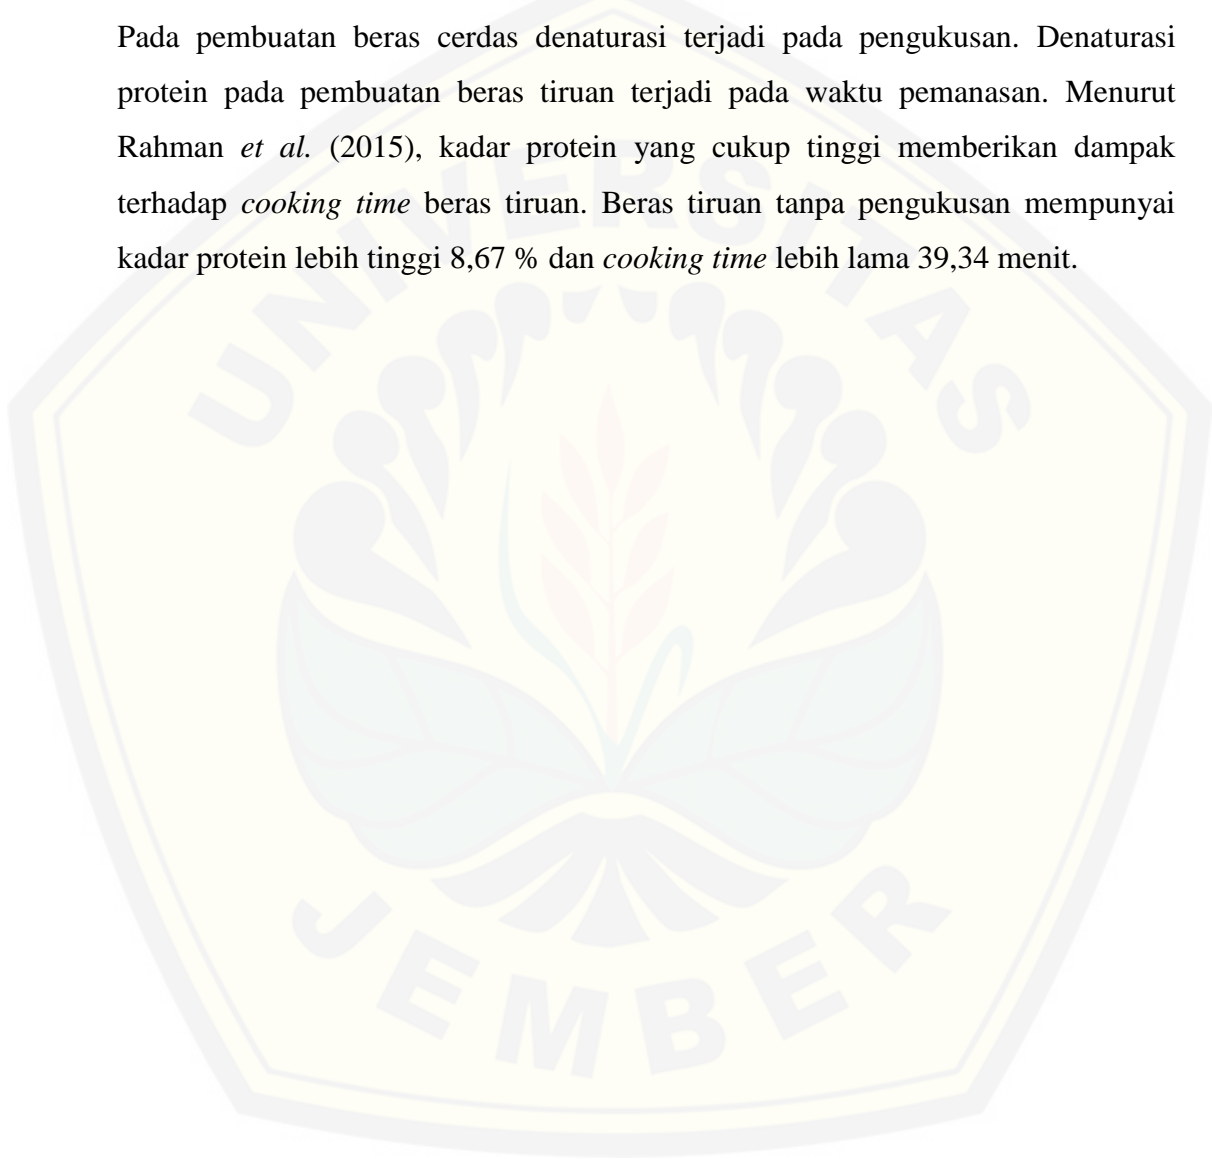 Pada pembuatan beras cerdas denaturasi terjadi pada pengukusan. Denaturasi
protein pada pembuatan beras tiruan terjadi pada waktu pemanasan. Menurut
Rahman et al. (2015), kadar protein yang cukup tinggi memberikan dampak
terhadap cooking time beras tiruan. Beras tiruan tanpa pengukusan mempunyai
kadar protein lebih tinggi 8,67 % dan cooking time lebih lama 39,34 menit.
UNIVERSITAS
JEMBER